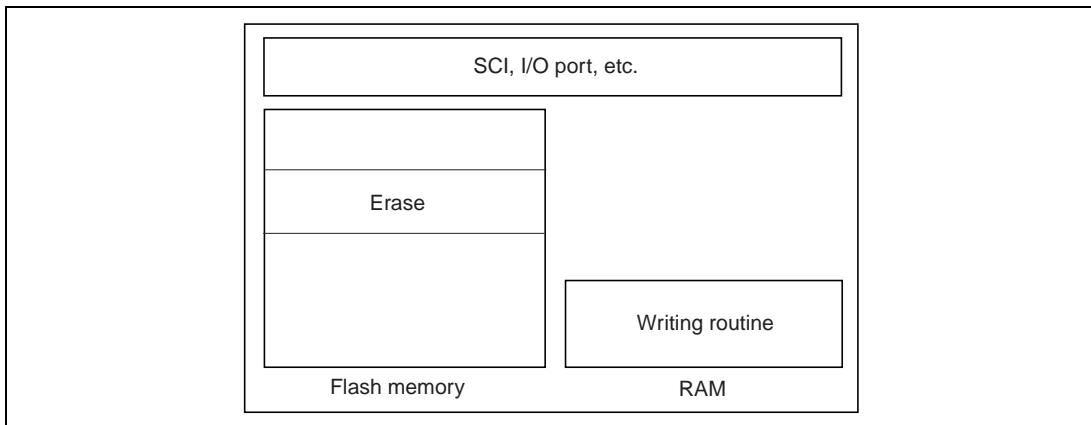 SCI, I/O port, etc.
Erase
Writing routine
Flash memory
RAM